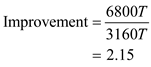 Improvement = 6800T / 3160T
= 2.15